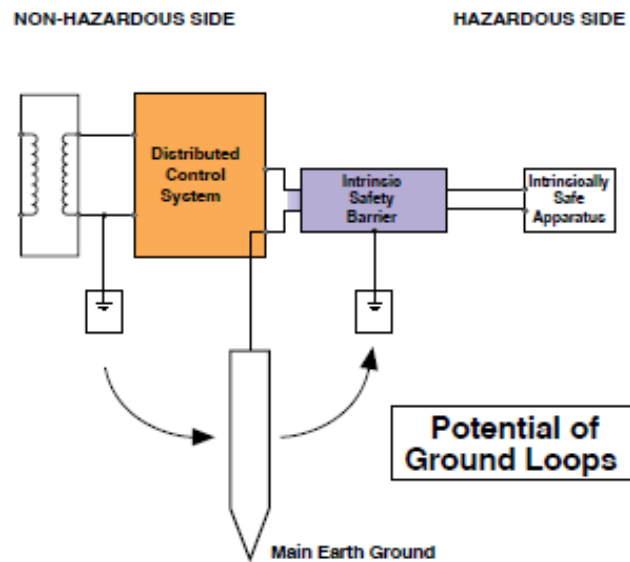 NON-HAZARDOUS SIDE
HAZARDOUS SIDE
Distributed
Control
System
Intrinsio
Safety
Barrier
Intrinsically
Safe
Apparatus
Potential of
Ground Loops
Main Earth Ground